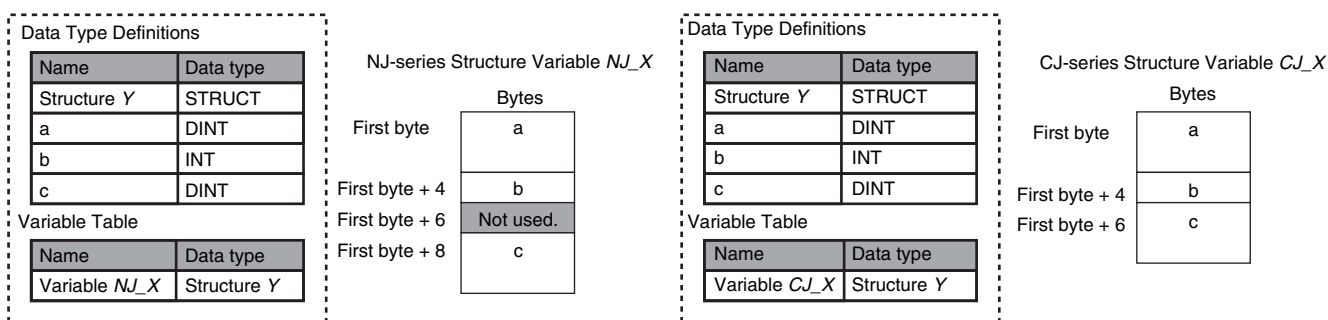 Data Type Definitions
Name Data type
Structure Y STRUCT
a DINT
b INT
c DINT
Variable Table
Name Data type
Variable NJ_X Structure Y
NJ-series Structure Variable NJ_X
Bytes
First byte a
First byte + 4 b
First byte + 6 Not used.
First byte + 8 c
Data Type Definitions
Name Data type
Structure Y STRUCT
a DINT
b INT
c DINT
Variable Table
Name Data type
Variable CJ_X Structure Y
CJ-series Structure Variable CJ_X
Bytes
First byte a
First byte + 4 b
First byte + 6 c